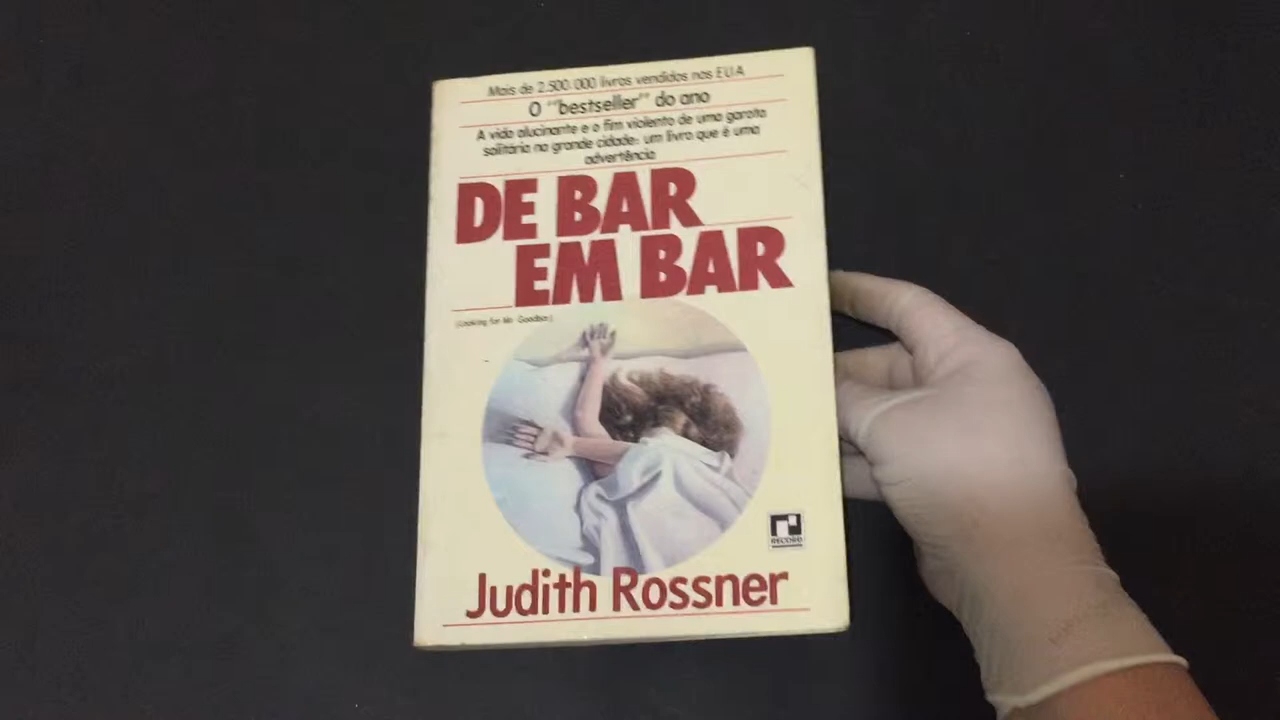 Mais de 2.500.000 livros vendidos nos E.U.A
O "bestseller" do ano
A vida alucinante e o fim violento de uma garota
solitária na grande cidade: um livro que é uma
advertência
DE BAR
EM BAR
(Looking for Mr. Goodbar)
RECORD
Judith Rossner